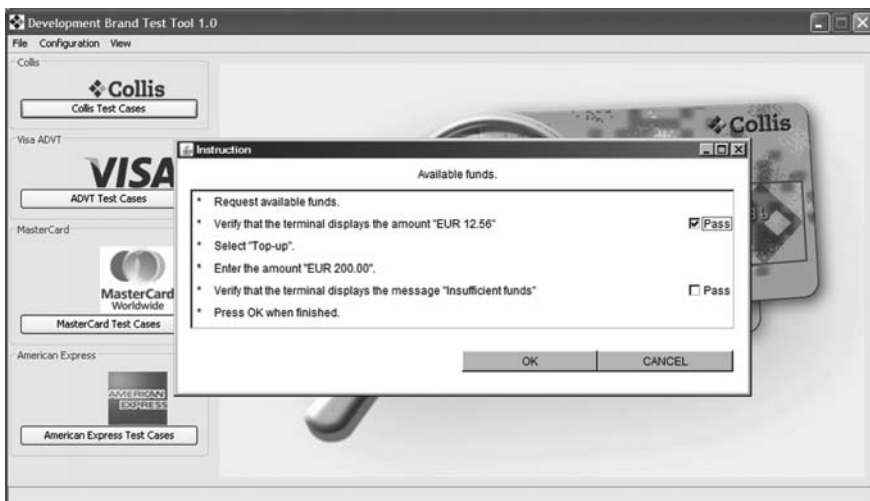 Development Brand Test Tool 1.0
File Configuration View
Collis
Collis
Collis Test Cases
Visa ADVT
VISA
ADVT Test Cases
MasterCard
MasterCard
Worldwide
MasterCard Test Cases
American Express
AMERICAN
EXPRESS
American Express Test Cases
Collis
Instruction
Available funds.
* Request available funds.
* Verify that the terminal displays the amount "EUR 12.56" Pass
* Select "Top-up".
* Enter the amount "EUR 200.00".
* Verify that the terminal displays the message "Insufficient funds" Pass
* Press OK when finished.
OK CANCEL